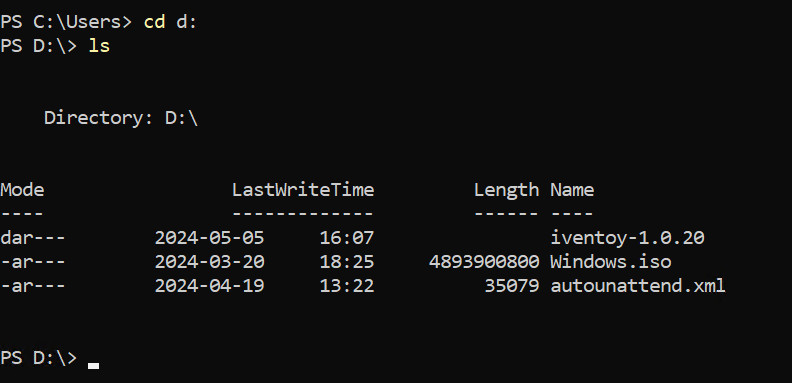 PS C:\Users> cd d:
PS D:\> ls
Directory: D:\
Mode                 LastWriteTime         Length Name
----                 -------------         ------ ----
dar---        2024-05-05     16:07                iventoy-1.0.20
-ar---        2024-03-20     18:25     4893900800 Windows.iso
-ar---        2024-04-19     13:22          35079 autounattend.xml
PS D:\>